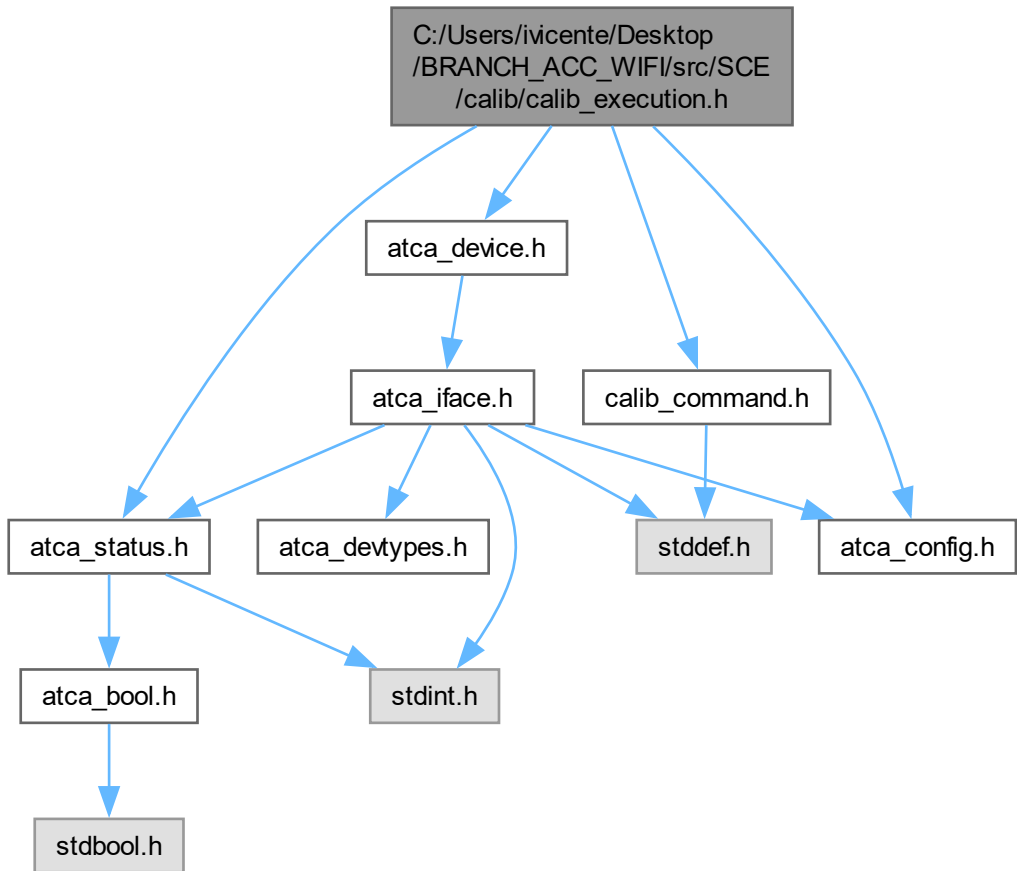 C:/Users/ivicente/Desktop
/BRANCH_ACC_WIFI/src/SCE
/calib/calib_execution.h
atca_device.h
atca_iface.h
calib_command.h
atca_status.h
atca_devtypes.h
stddef.h
atca_config.h
atca_bool.h
stdint.h
stdbool.h